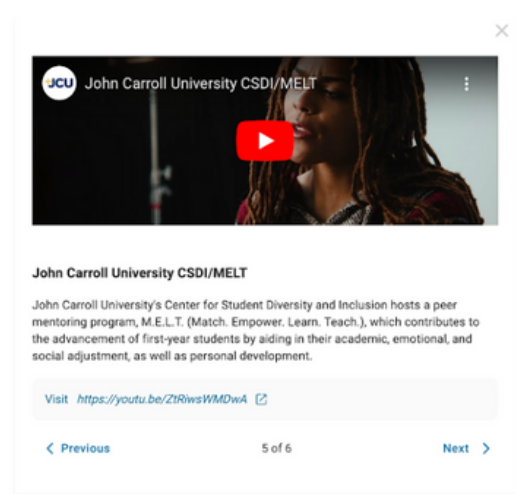 JCU John Carroll University CSDI/MELT
John Carroll University CSDI/MELT
John Carroll University's Center for Student Diversity and Inclusion hosts a peer
mentoring program, M.E.L.T. (Match. Empower. Learn. Teach.), which contributes to
the advancement of first-year students by aiding in their academic, emotional, and
social adjustment, as well as personal development.
Visit https://youtu.be/ZtRiwsWMDwA
Previous 5 of 6 Next